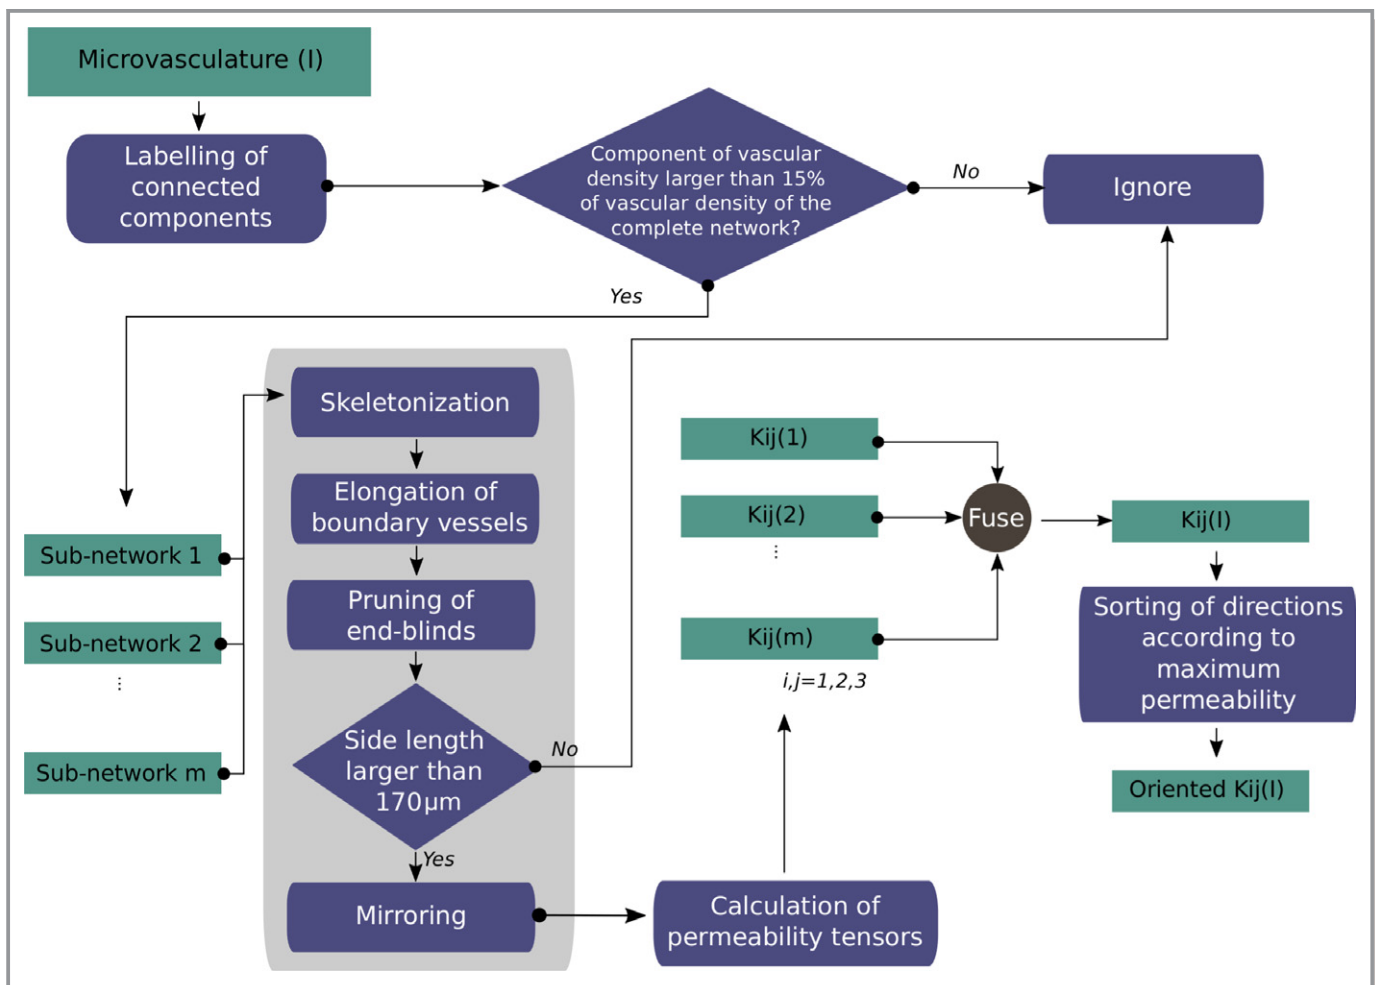 Microvasculature (I)
Labelling of
connected
components
Component of vascular
density larger than 15%
of vascular density of the
complete network?
No
Ignore
Yes
Sub-network 1
Sub-network 2
...
Sub-network m
Skeletonization
Elongation of
boundary vessels
Pruning of
end-blinds
Side length
larger than
170µm
No
Yes
Mirroring
Calculation of
permeability tensors
Kij(1)
Kij(2)
...
Kij(m)
i,j=1,2,3
Fuse
Kij(I)
Sorting of directions
according to
maximum
permeability
Oriented Kij(I)